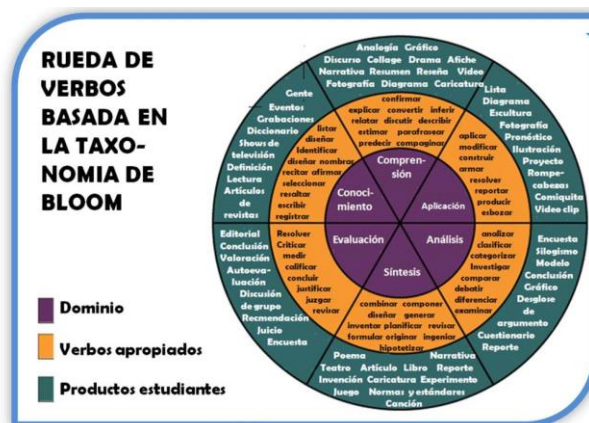 RUEDA DE
VERBOS
BASADA EN
LA TAXO-
NOMIA DE
BLOOM
Dominio
Verbos apropiados
Productos estudiantes
Analogía Gráfico
Discurso Collage Drama Afiche
Narrativa Resumen Reseña Video
Fotografía Diagrama Caricatura
Lista
Diagrama
Escultura
Fotografía
Pronóstico
Ilustración
Proyecto
Rompe-
cabezas
Comiquita
Video clip
Encuesta
Silogismo
Modelo
Conclusión
Gráfico
Desglose
de
argumento
Cuestionario
Reporte
Poema Narrativa
Teatro Artículo Libro Reporte
Invención Caricatura Experimento
Juego Normas y estándares
Canción
Editorial
Conclusión
Valoración
Autoeva-
luación
Discusión
de grupo
Recmendación
Juicio
Encuesta
Gente
Eventos
Grabaciones
Diccionario
Shows de
televisión
Definición
Lectura
Artículos
de
revistas
confirmar
explicar convertir inferir
relatar discutir describir
estimar parafrasear
predecir compaginar
aplicar
modificar
construir
armar
resolver
reportar
producir
esbozar
analizar
clasificar
categorizar
Investigar
comparar
debatir
diferenciar
examinar
combinar componer
diseñar generar
inventar planificar revisar
formular originar ingeniar
hipotetizar
Resolver
Criticar
medir
calificar
concluir
justificar
juzgar
revisar
listar
diseñar
Identificar
diseñar nombrar
recitar afirmar
seleccionar
resaltar
escribir
registrar
Compren-
sión
Aplicación
Análisis
Síntesis
Evaluación
Conoci-
miento